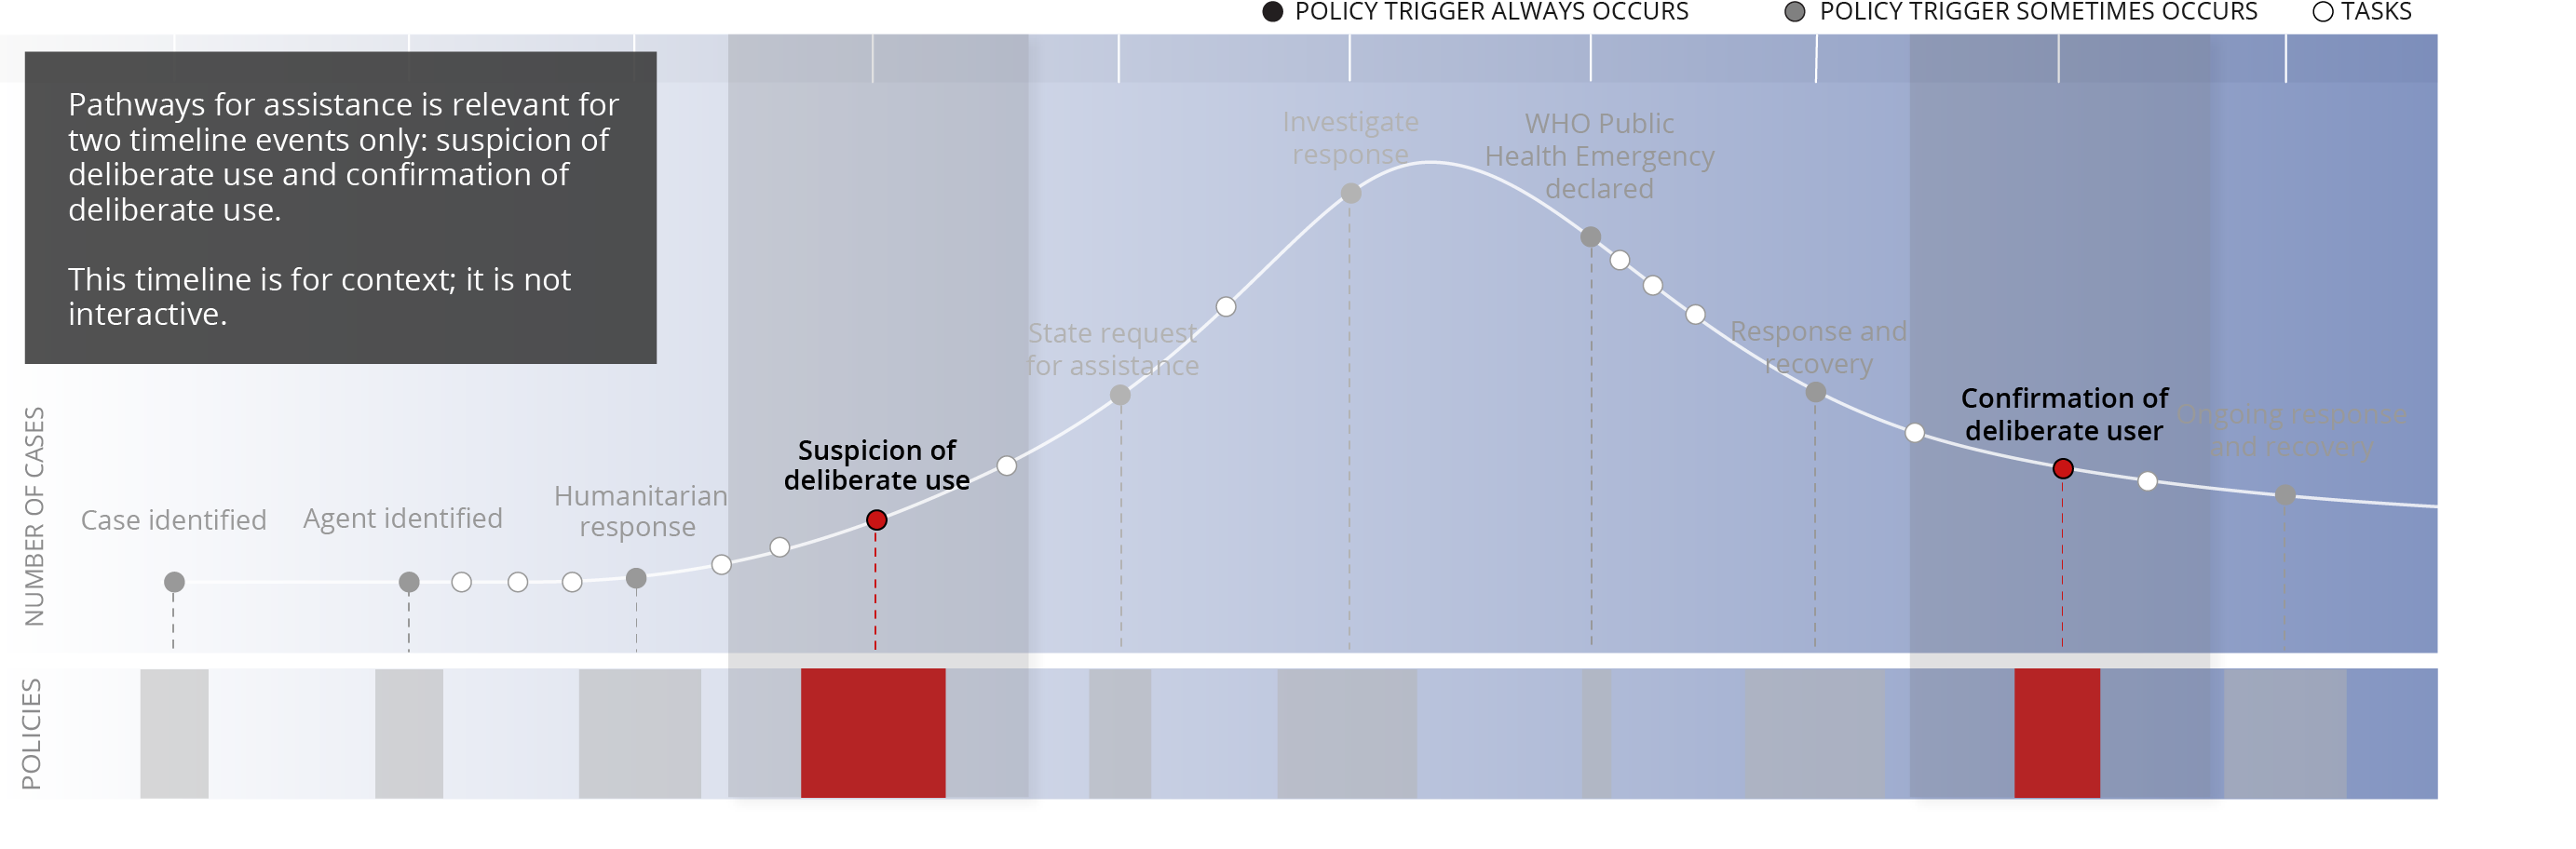 POLICY TRIGGER ALWAYS OCCURS
POLICY TRIGGER SOMETIMES OCCURS
TASKS
Pathways for assistance is relevant for
two timeline events only: suspicion of
deliberate use and confirmation of
deliberate use.
This timeline is for context; it is not
interactive.
NUMBER OF CASES
Case identified
Agent identified
Humanitarian
response
Suspicion of
deliberate use
State request
for assistance
Investigate
response
WHO Public
Health Emergency
declared
Response and
recovery
Confirmation of
deliberate user
Ongoing response
and recovery
POLICIES